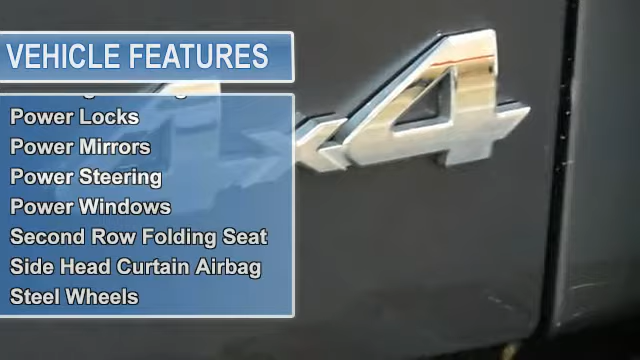 VEHICLE FEATURES
Power Locks
Power Mirrors
Power Steering
Power Windows
Second Row Folding Seat
Side Head Curtain Airbag
Steel Wheels
4x4